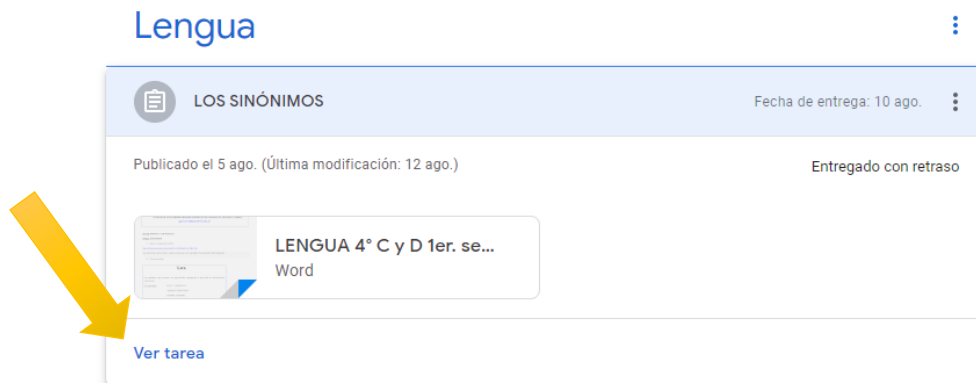 Lengua
LOS SINÓNIMOS
Fecha de entrega: 10 ago.
Publicado el 5 ago. (Última modificación: 12 ago.)
Entregado con retraso
LENGUA 4° C y D 1er. se...
Word
Ver tarea